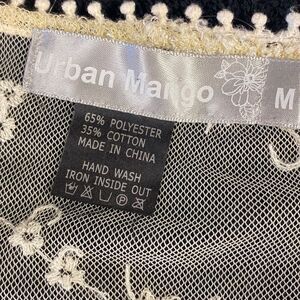 Urban Mango
M
65% POLYESTER
35% COTTON
MADE IN CHINA
HAND WASH
IRON INSIDE OUT